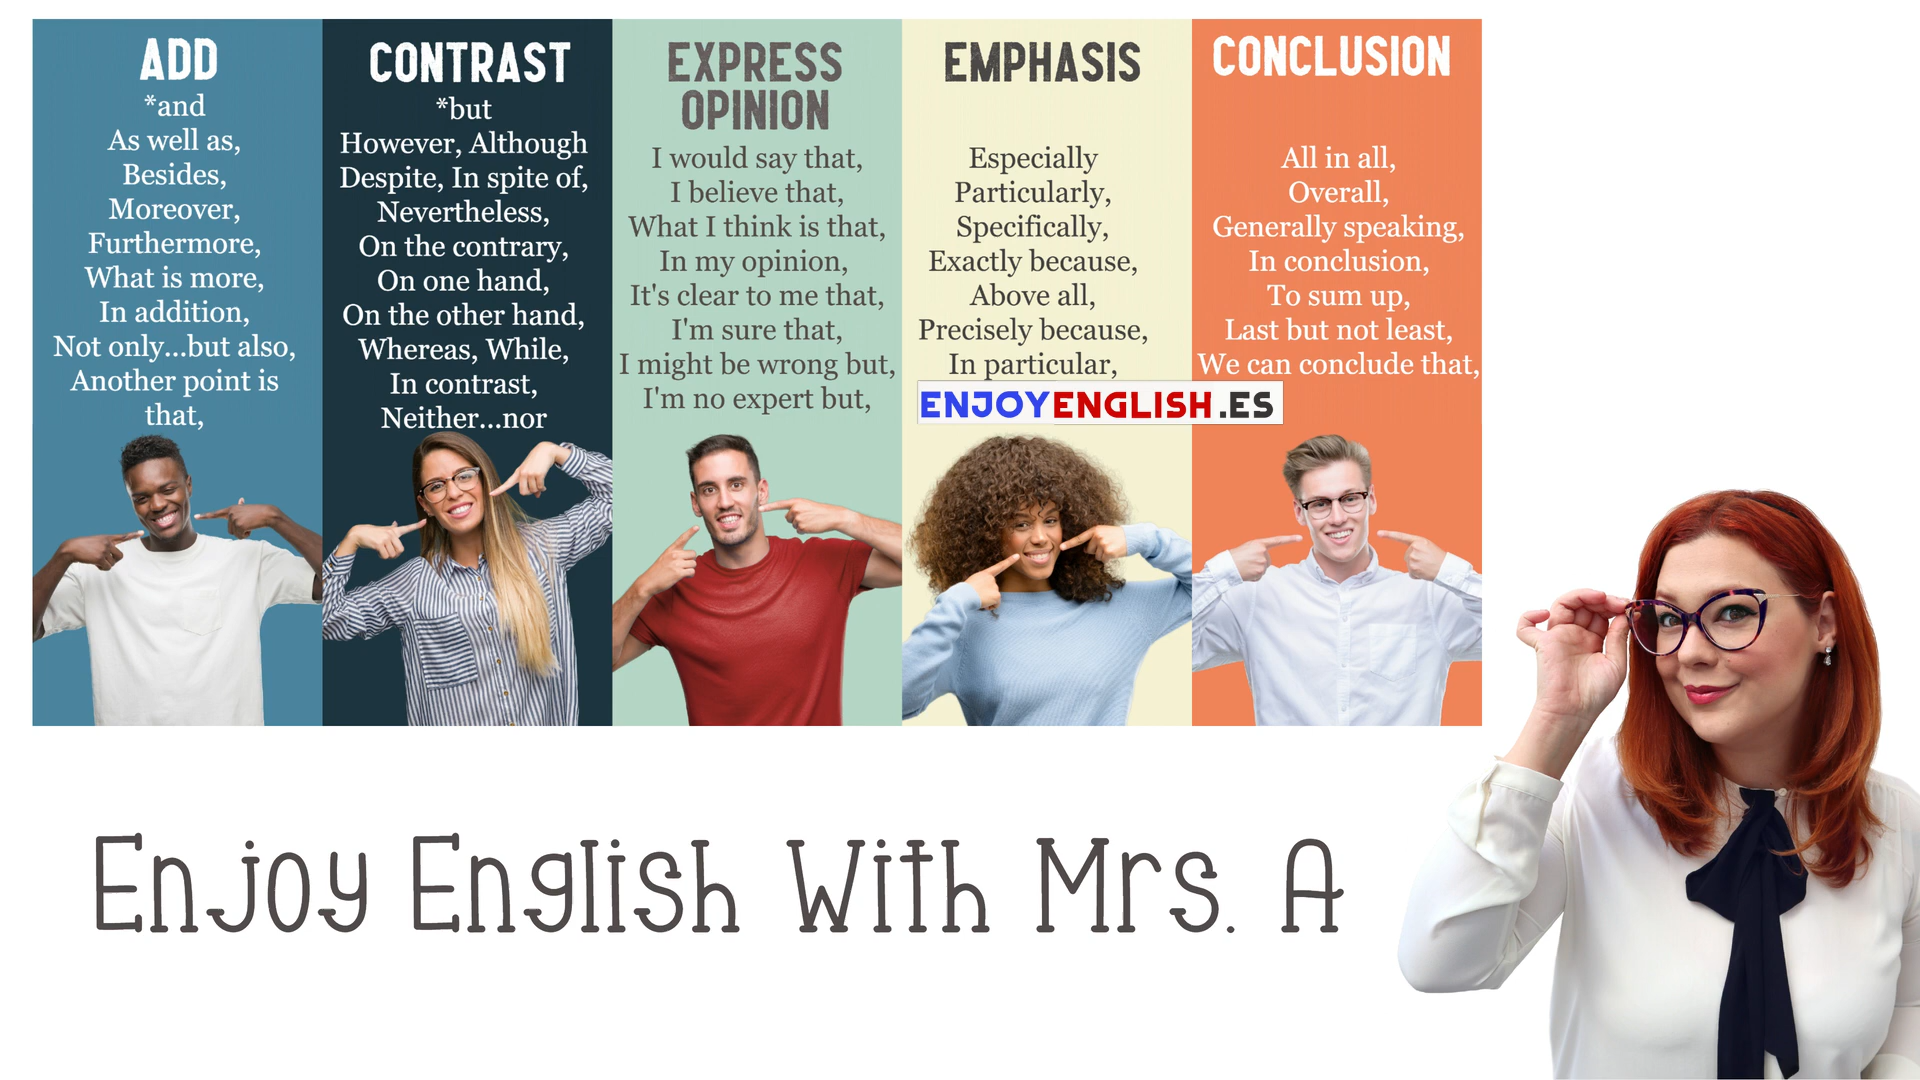 ADD
*and
As well as,
Besides,
Moreover,
Furthermore,
What is more,
In addition,
Not only...but also,
Another point is
that,
CONTRAST
*but
However, Although
Despite, In spite of,
Nevertheless,
On the contrary,
On one hand,
On the other hand,
Whereas, While,
In contrast,
Neither...nor
EXPRESS
OPINION
I would say that,
I believe that,
What I think is that,
In my opinion,
It's clear to me that,
I'm sure that,
I might be wrong but,
I'm no expert but,
EMPHASIS
Especially
Particularly,
Specifically,
Exactly because,
Above all,
Precisely because,
In particular,
CONCLUSION
All in all,
Overall,
Generally speaking,
In conclusion,
To sum up,
Last but not least,
We can conclude that,
ENJOYENGLISH.ES
Enjoy English With Mrs. A